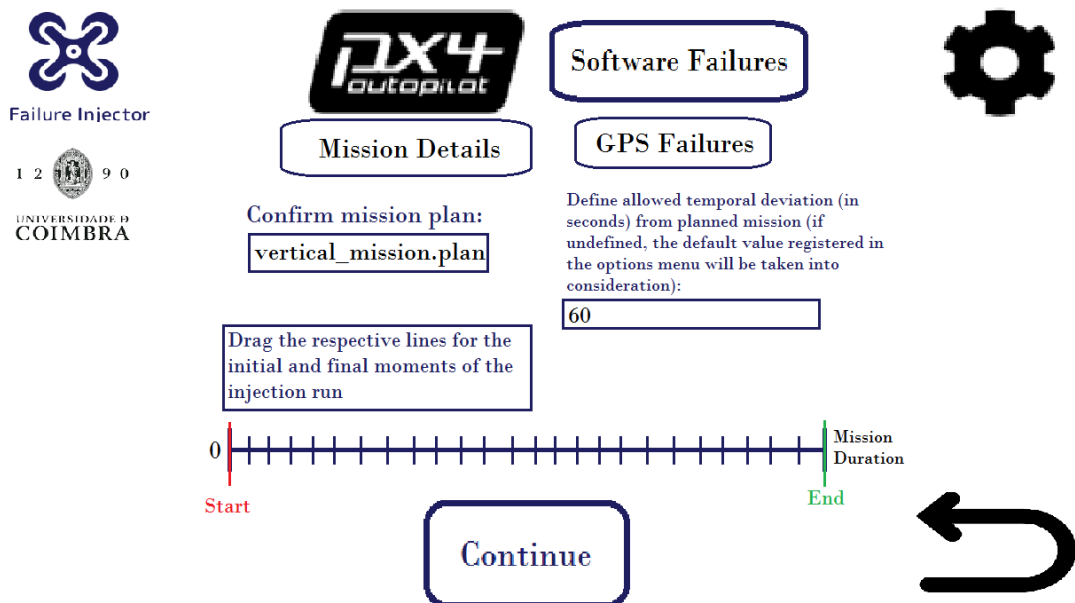 Failure Injector
1 2 9 0
UNIVERSIDADE D
COIMBRA
px4
autopilot
Software Failures
Mission Details
GPS Failures
Confirm mission plan:
vertical_mission.plan
Define allowed temporal deviation (in
seconds) from planned mission (if
undefined, the default value registered in
the options menu will be taken into
consideration):
60
Drag the respective lines for the
initial and final moments of the
injection run
0
Mission
Duration
Start
End
Continue